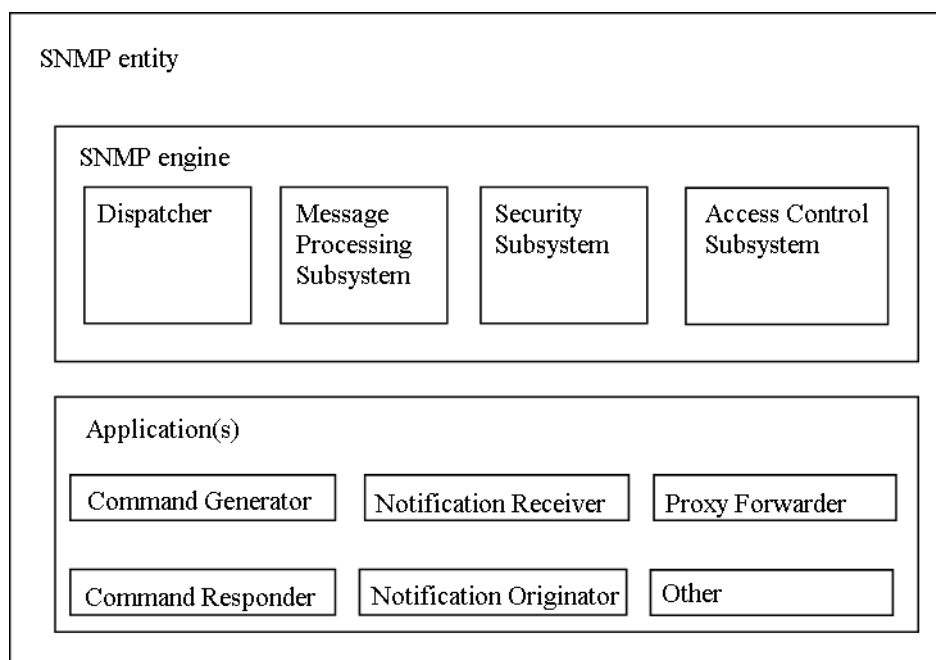 SNMP entity
SNMP engine
Dispatcher
Message
Processing
Subsystem
Security
Subsystem
Access Control
Subsystem
Application(s)
Command Generator
Notification Receiver
Proxy Forwarder
Command Responder
Notification Originator
Other